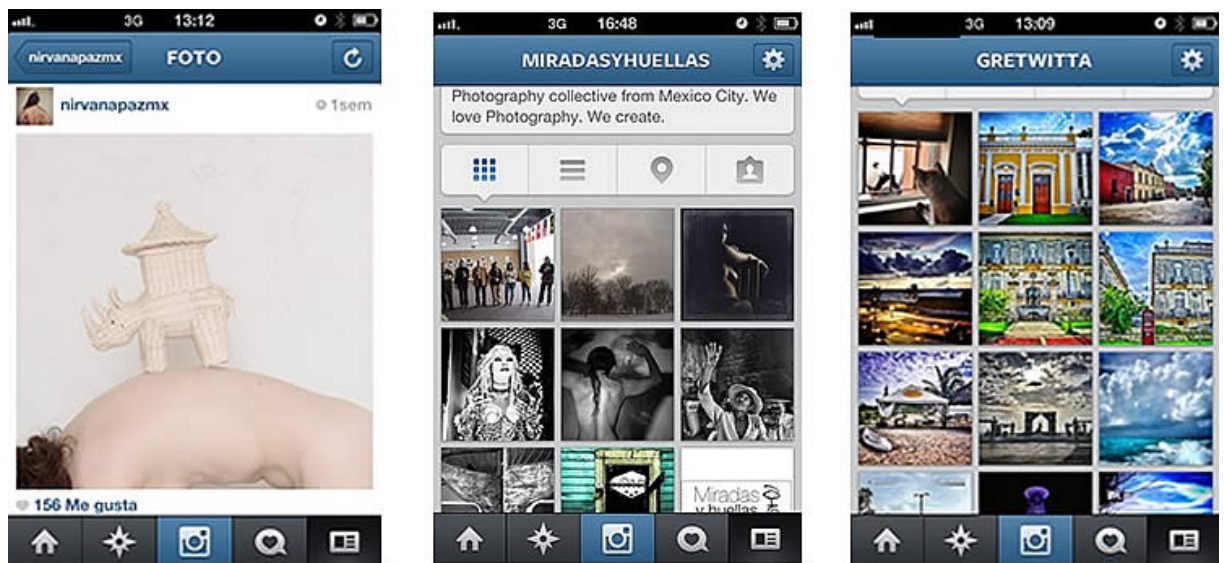 3G 13:12
nirvanapazmx FOTO
nirvanapazmx 1sem
156 Me gusta
3G 16:48
MIRADASYHUELLAS
Photography collective from Mexico City. We
love Photography. We create.
Miradas
y huellas
3G 13:09
GRETWITTA